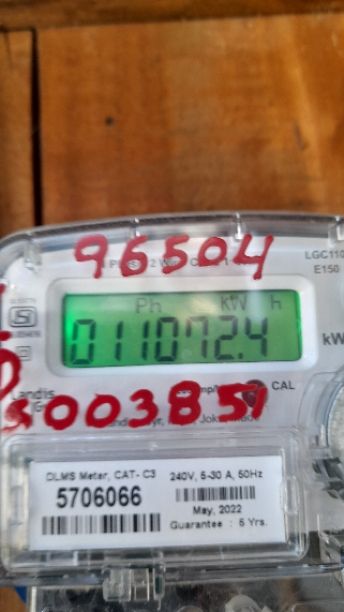 96504
LGC110
E150
Ph kW h
011072.4
kW
CAL
Landis
5003851
DLMS Meter, CAT- C3
5706066
240V, 5-30 A, 50Hz
May, 2022
Guarantee : 5 Yrs.